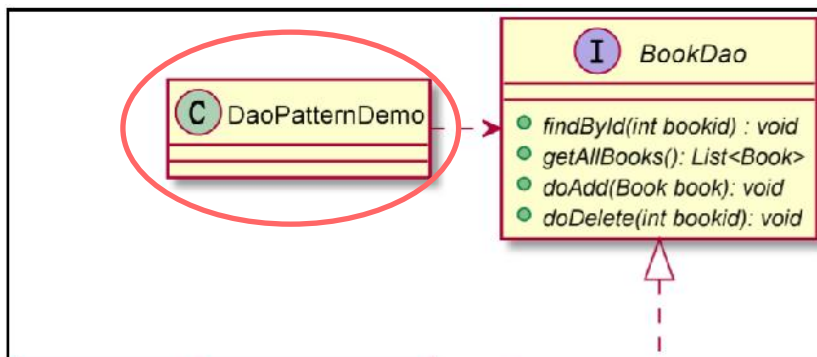 C DaoPatternDemo
I BookDao
findById(int bookid) : void
getAllBooks(): List<Book>
doAdd(Book book): void
doDelete(int bookid): void